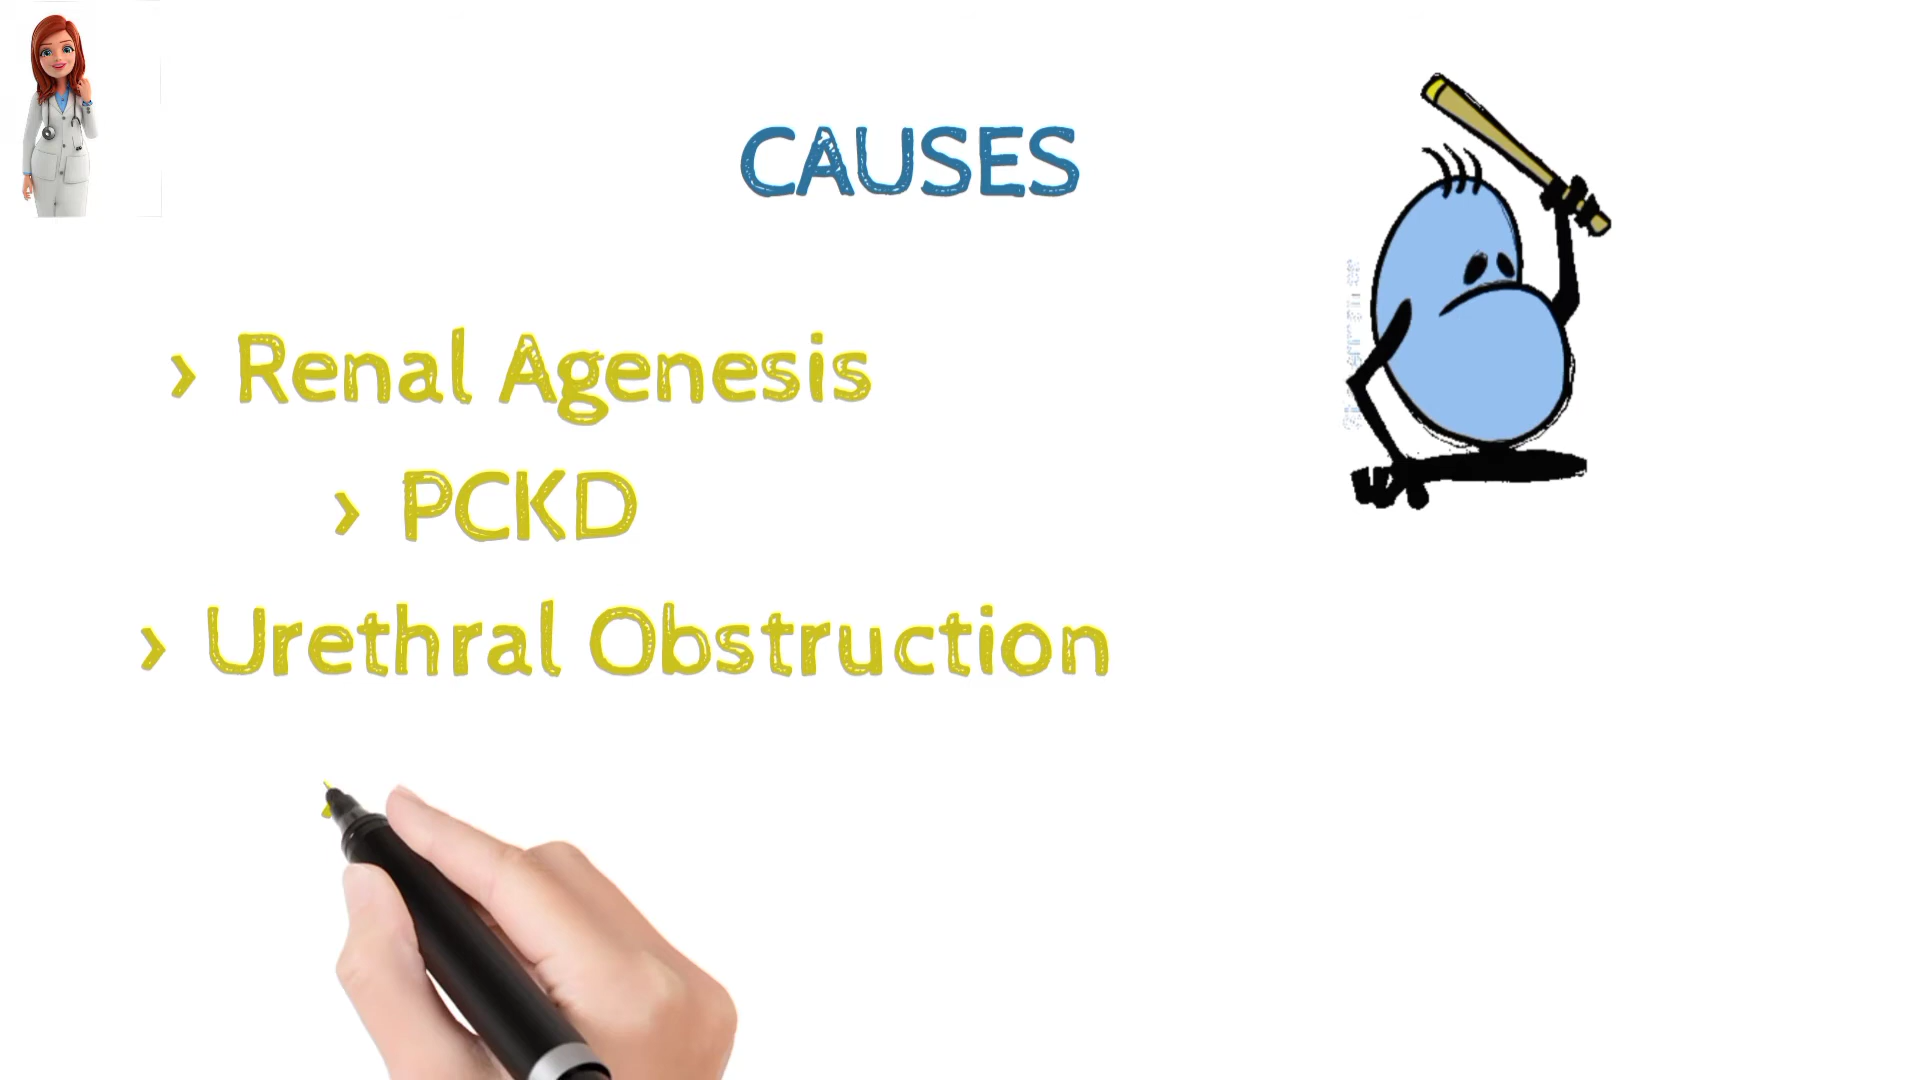 CAUSES
› Renal Agenesis
› PCKD
› Urethral Obstruction